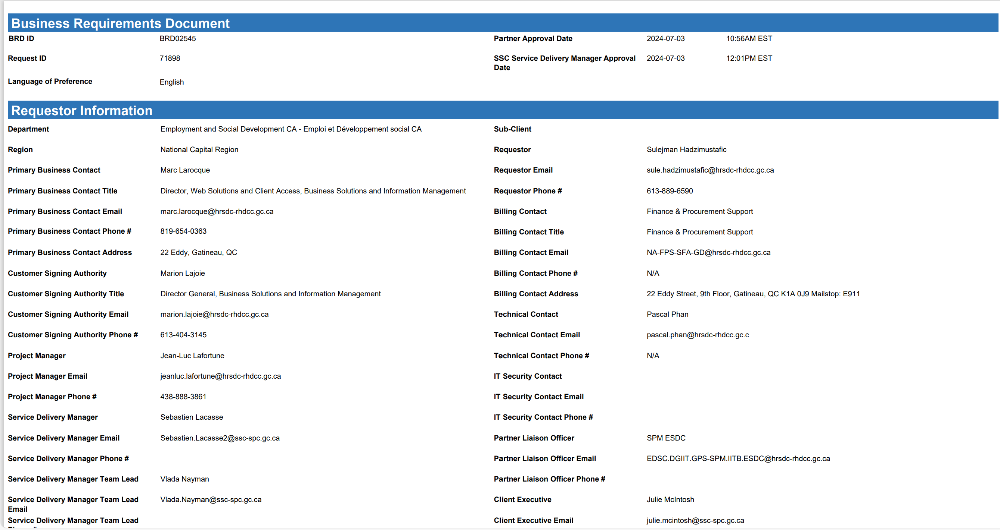 Business Requirements Document
BRD ID BRD02545 Partner Approval Date 2024-07-03 10:56AM EST
Request ID 71898 SSC Service Delivery Manager Approval 2024-07-03 12:01PM EST
Date
Language of Preference English
Requestor Information
Department Employment and Social Development CA - Emploi et Développement social CA Sub-Client
Region National Capital Region Requestor Sulejman Hadzimustafic
Primary Business Contact Marc Larocque Requestor Email sule.hadzimustafic@hrsdc-rhdcc.gc.ca
Primary Business Contact Title Director, Web Solutions and Client Access, Business Solutions and Information Management Requestor Phone # 613-889-6590
Primary Business Contact Email marc.larocque@hrsdc-rhdcc.gc.ca Billing Contact Finance & Procurement Support
Primary Business Contact Phone # 819-654-0363 Billing Contact Title Finance & Procurement Support
Primary Business Contact Address 22 Eddy, Gatineau, QC Billing Contact Email NA-FPS-SFA-GD@hrsdc-rhdcc.gc.ca
Customer Signing Authority Marion Lajoie Billing Contact Phone # N/A
Customer Signing Authority Title Director General, Business Solutions and Information Management Billing Contact Address 22 Eddy Street, 9th Floor, Gatineau, QC K1A 0J9 Mailstop: E911
Customer Signing Authority Email marion.lajoie@hrsdc-rhdcc.gc.ca Technical Contact Pascal Phan
Customer Signing Authority Phone # 613-404-3145 Technical Contact Email pascal.phan@hrsdc-rhdcc.gc.c
Project Manager Jean-Luc Lafortune Technical Contact Phone # N/A
Project Manager Email jeanluc.lafortune@hrsdc-rhdcc.gc.ca IT Security Contact
Project Manager Phone # 438-888-3861 IT Security Contact Email
Service Delivery Manager Sebastien Lacasse IT Security Contact Phone #
Service Delivery Manager Email Sebastien.Lacasse2@ssc-spc.gc.ca Partner Liaison Officer SPM ESDC
Service Delivery Manager Phone # Partner Liaison Officer Email EDSC.DGIIT.GPS-SPM.IITB.ESDC@hrsdc-rhdcc.gc.ca
Service Delivery Manager Team Lead Vlada Nayman Partner Liaison Officer Phone #
Service Delivery Manager Team Lead Vlada.Nayman@ssc-spc.gc.ca Client Executive Julie McIntosh
Email
Service Delivery Manager Team Lead Client Executive Email julie.mcintosh@ssc-spc.gc.ca